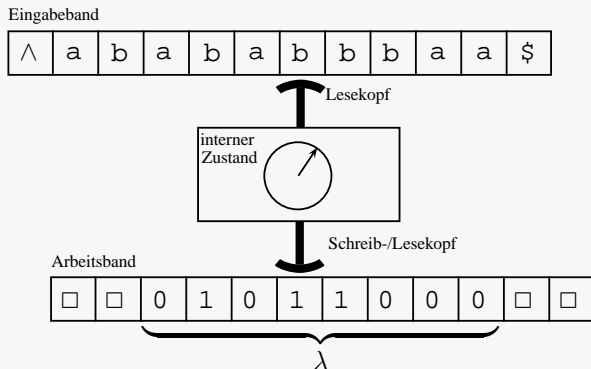 Eingabeband
∧ a b a b a b b b a a $
Lesekopf
interner
Zustand
Schreib-/Lesekopf
Arbeitsband
□ □ 0 1 0 1 1 0 0 0 □ □
λ